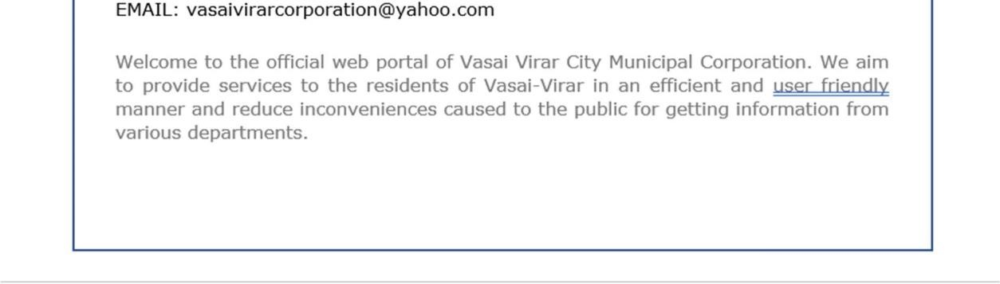 EMAIL: vasaivirarcorporation@yahoo.com
Welcome to the official web portal of Vasai Virar City Municipal Corporation. We aim
to provide services to the residents of Vasai-Virar in an efficient and user friendly
manner and reduce inconveniences caused to the public for getting information from
various departments.